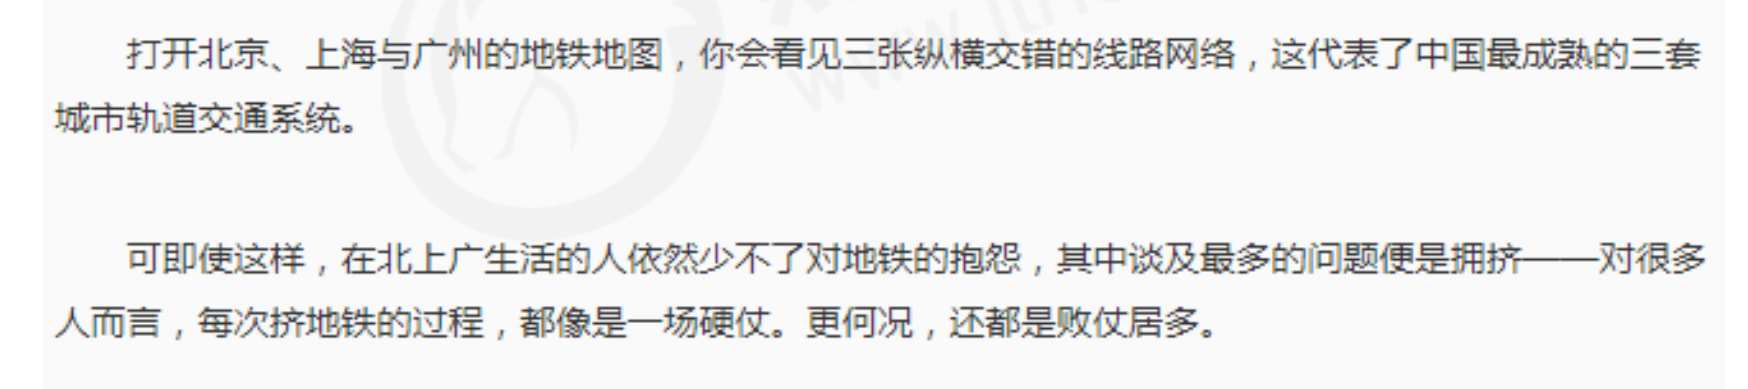 打开北京、上海与广州的地铁地图，你会看见三张纵横交错的线路网络，这代表了中国最成熟的三套
城市轨道交通系统。
可即使这样，在北上广生活的人依然少不了对地铁的抱怨，其中谈及最多的问题便是拥挤——对很多
人而言，每次挤地铁的过程，都像是一场硬仗。更何况，还都是败仗居多。